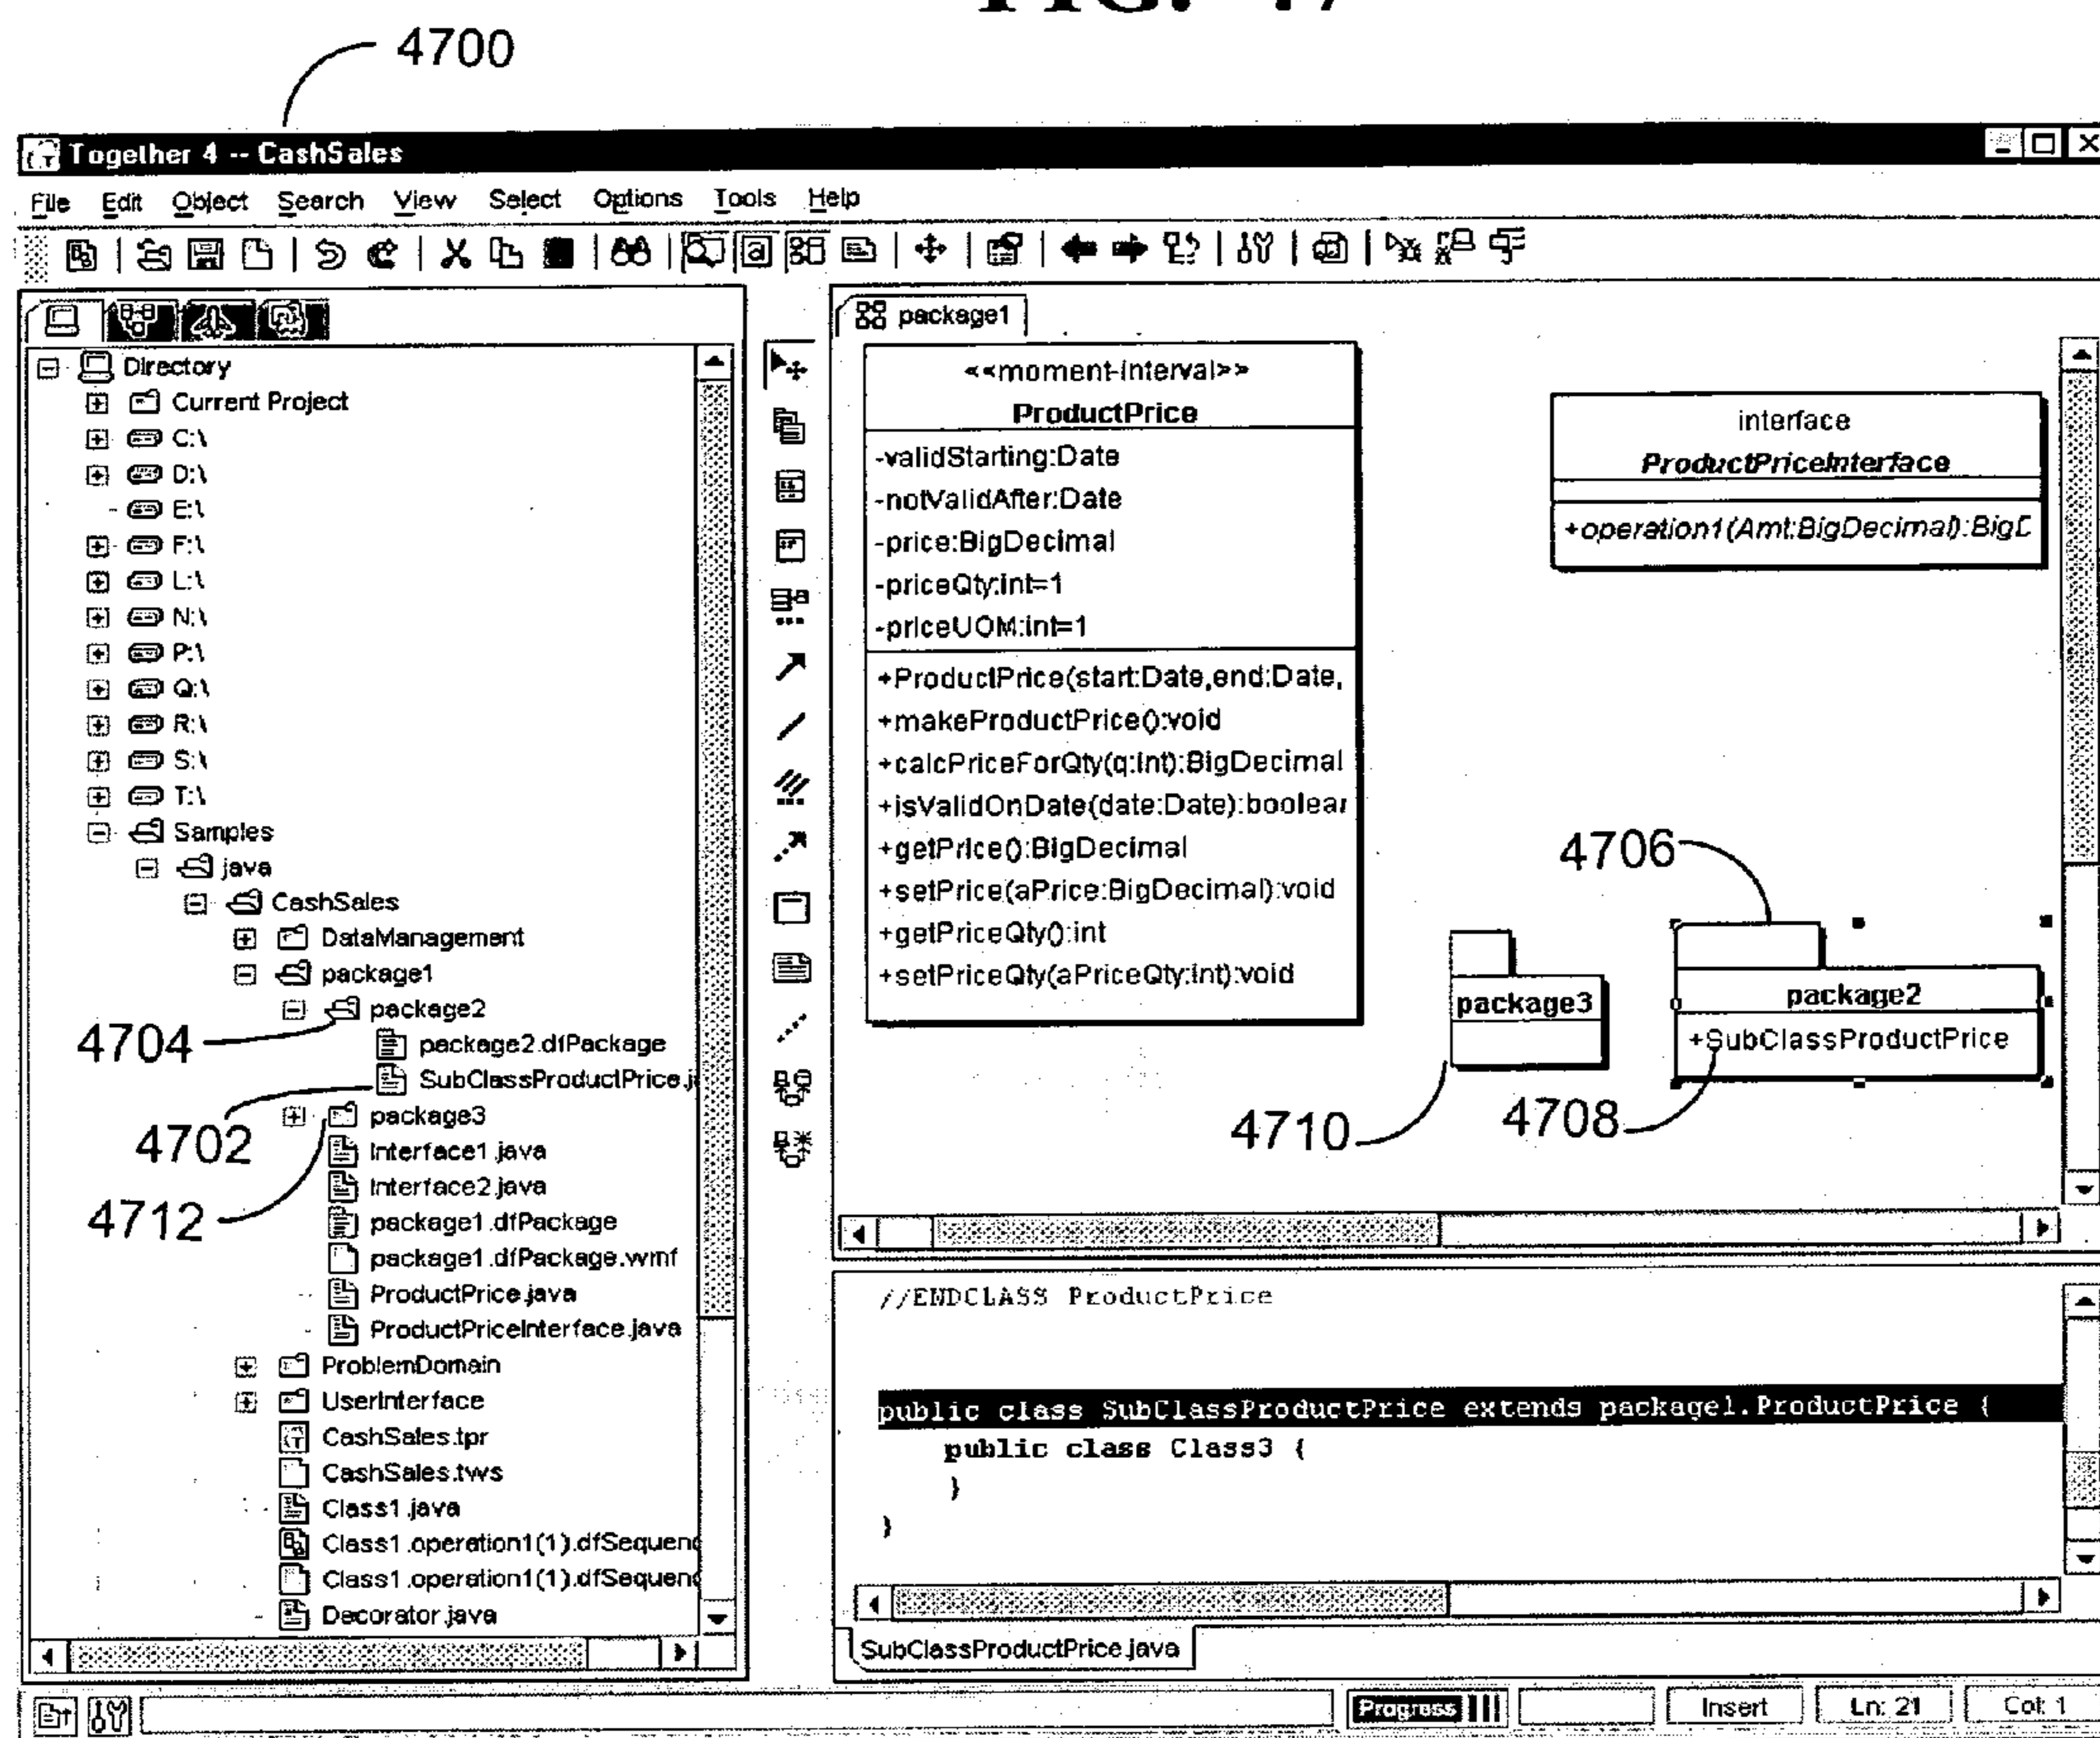 FIG. 47
4700
Together 4 -- CashSales
File Edit Object Search View Select Options Tools Help
Directory
Current Project
C:\
D:\
E:\
F:\
L:\
N:\
P:\
Q:\
R:\
S:\
T:\
Samples
java
CashSales
DataManagement
package1
package2
4704
package2.dfPackage
SubClassProductPrice.j
4702
package3
Interface1.java
Interface2.java
4712
package1.dfPackage
package1.dfPackage.wmf
ProductPrice.java
ProductPriceInterface.java
ProblemDomain
UserInterface
CashSales.tpr
CashSales.tws
Class1.java
Class1.operation1(1).dfSequenc
Class1.operation1(1).dfSequenc
Decorator.java
package1
<<moment-interval>>
ProductPrice
-validStarting:Date
-notValidAfter:Date
-price:BigDecimal
-priceQty:int=1
-priceUOM:int=1
+ProductPrice(start:Date,end:Date,
+makeProductPrice():void
+calcPriceForQty(q:int):BigDecimal
+isValidOnDate(date:Date):boolear
+getPrice():BigDecimal
+setPrice(aPrice:BigDecimal):void
+getPriceQty():int
+setPriceQty(aPriceQty:int):void
interface
ProductPriceInterface
+operation1(Amt:BigDecimal):BigD
4706
package3
package2
+SubClassProductPrice
4710
4708
//ENDCLASS ProductPrice
public class SubClassProductPrice extends package1.ProductPrice {
public class Class3 {
}
}
SubClassProductPrice.java
Progress
Insert
Ln: 21
Col: 1